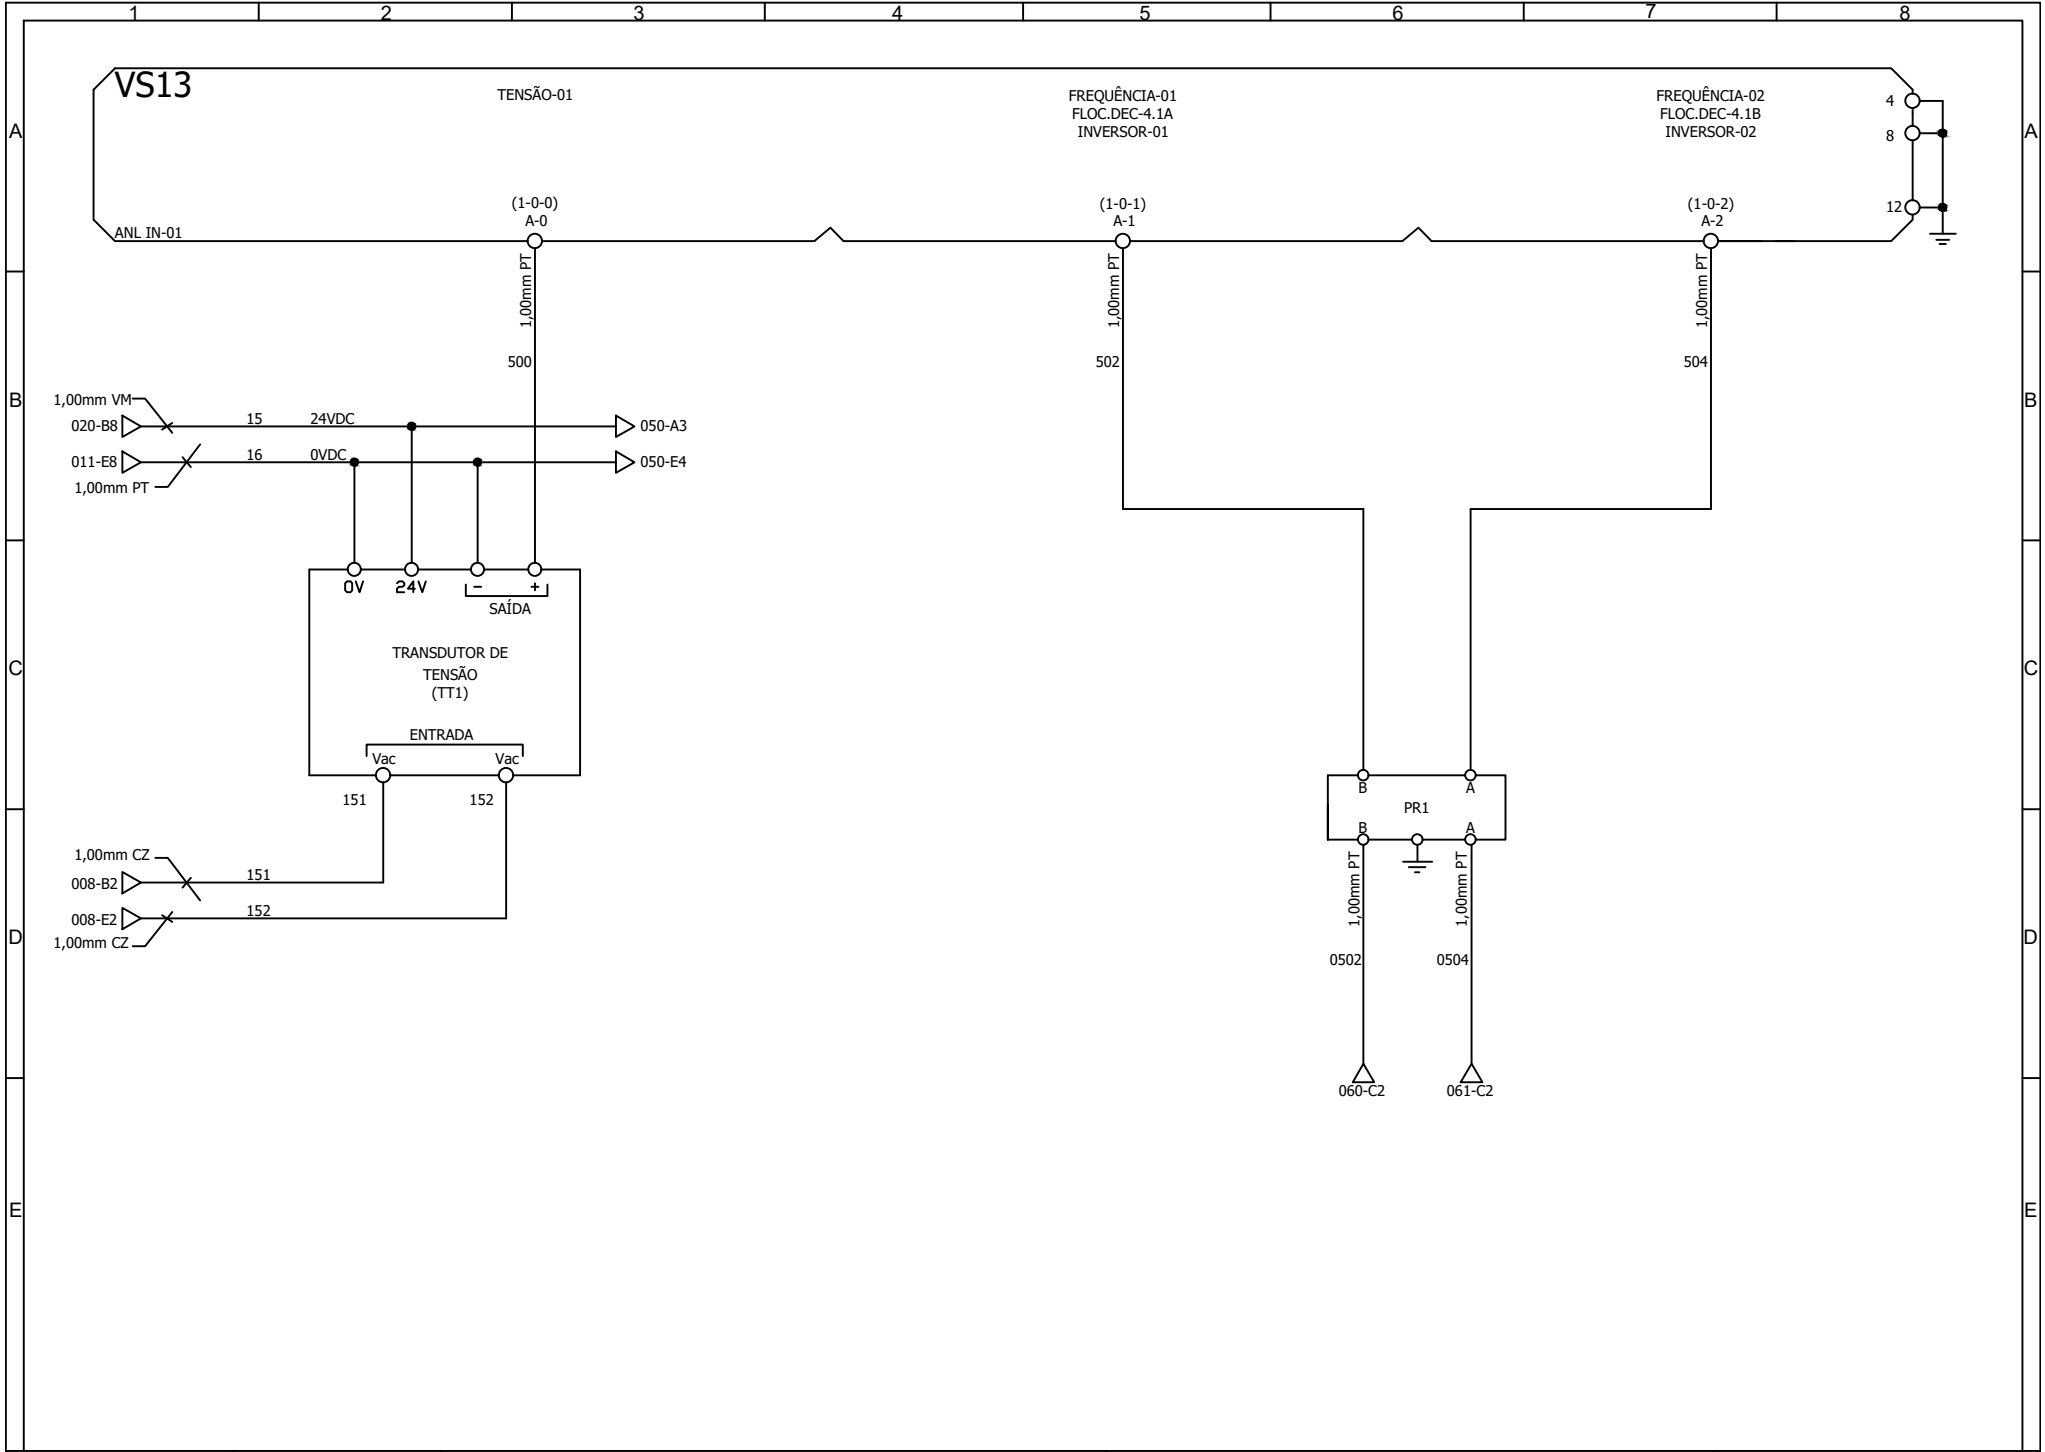 1 2 3 4 5 6 7 8
VS13
TENSÃO-01
FREQUÊNCIA-01
FLOC.DEC-4.1A
INVERSOR-01
FREQUÊNCIA-02
FLOC.DEC-4.1B
INVERSOR-02
4
8
12
A
A
(1-0-0)
A-0
(1-0-1)
A-1
(1-0-2)
A-2
ANL IN-01
1,00mm PT
1,00mm PT
1,00mm PT
500
502
504
B
B
1,00mm VM
020-B8
15
24VDC
050-A3
011-E8
16
0VDC
050-E4
1,00mm PT
0V
24V
-
+
SAÍDA
TRANSDUTOR DE
TENSÃO
(TT1)
C
C
ENTRADA
Vac
Vac
151
152
B
A
PR1
B
A
1,00mm CZ
008-B2
151
008-E2
152
1,00mm CZ
1,00mm PT
1,00mm PT
D
D
0502
0504
060-C2
061-C2
E
E